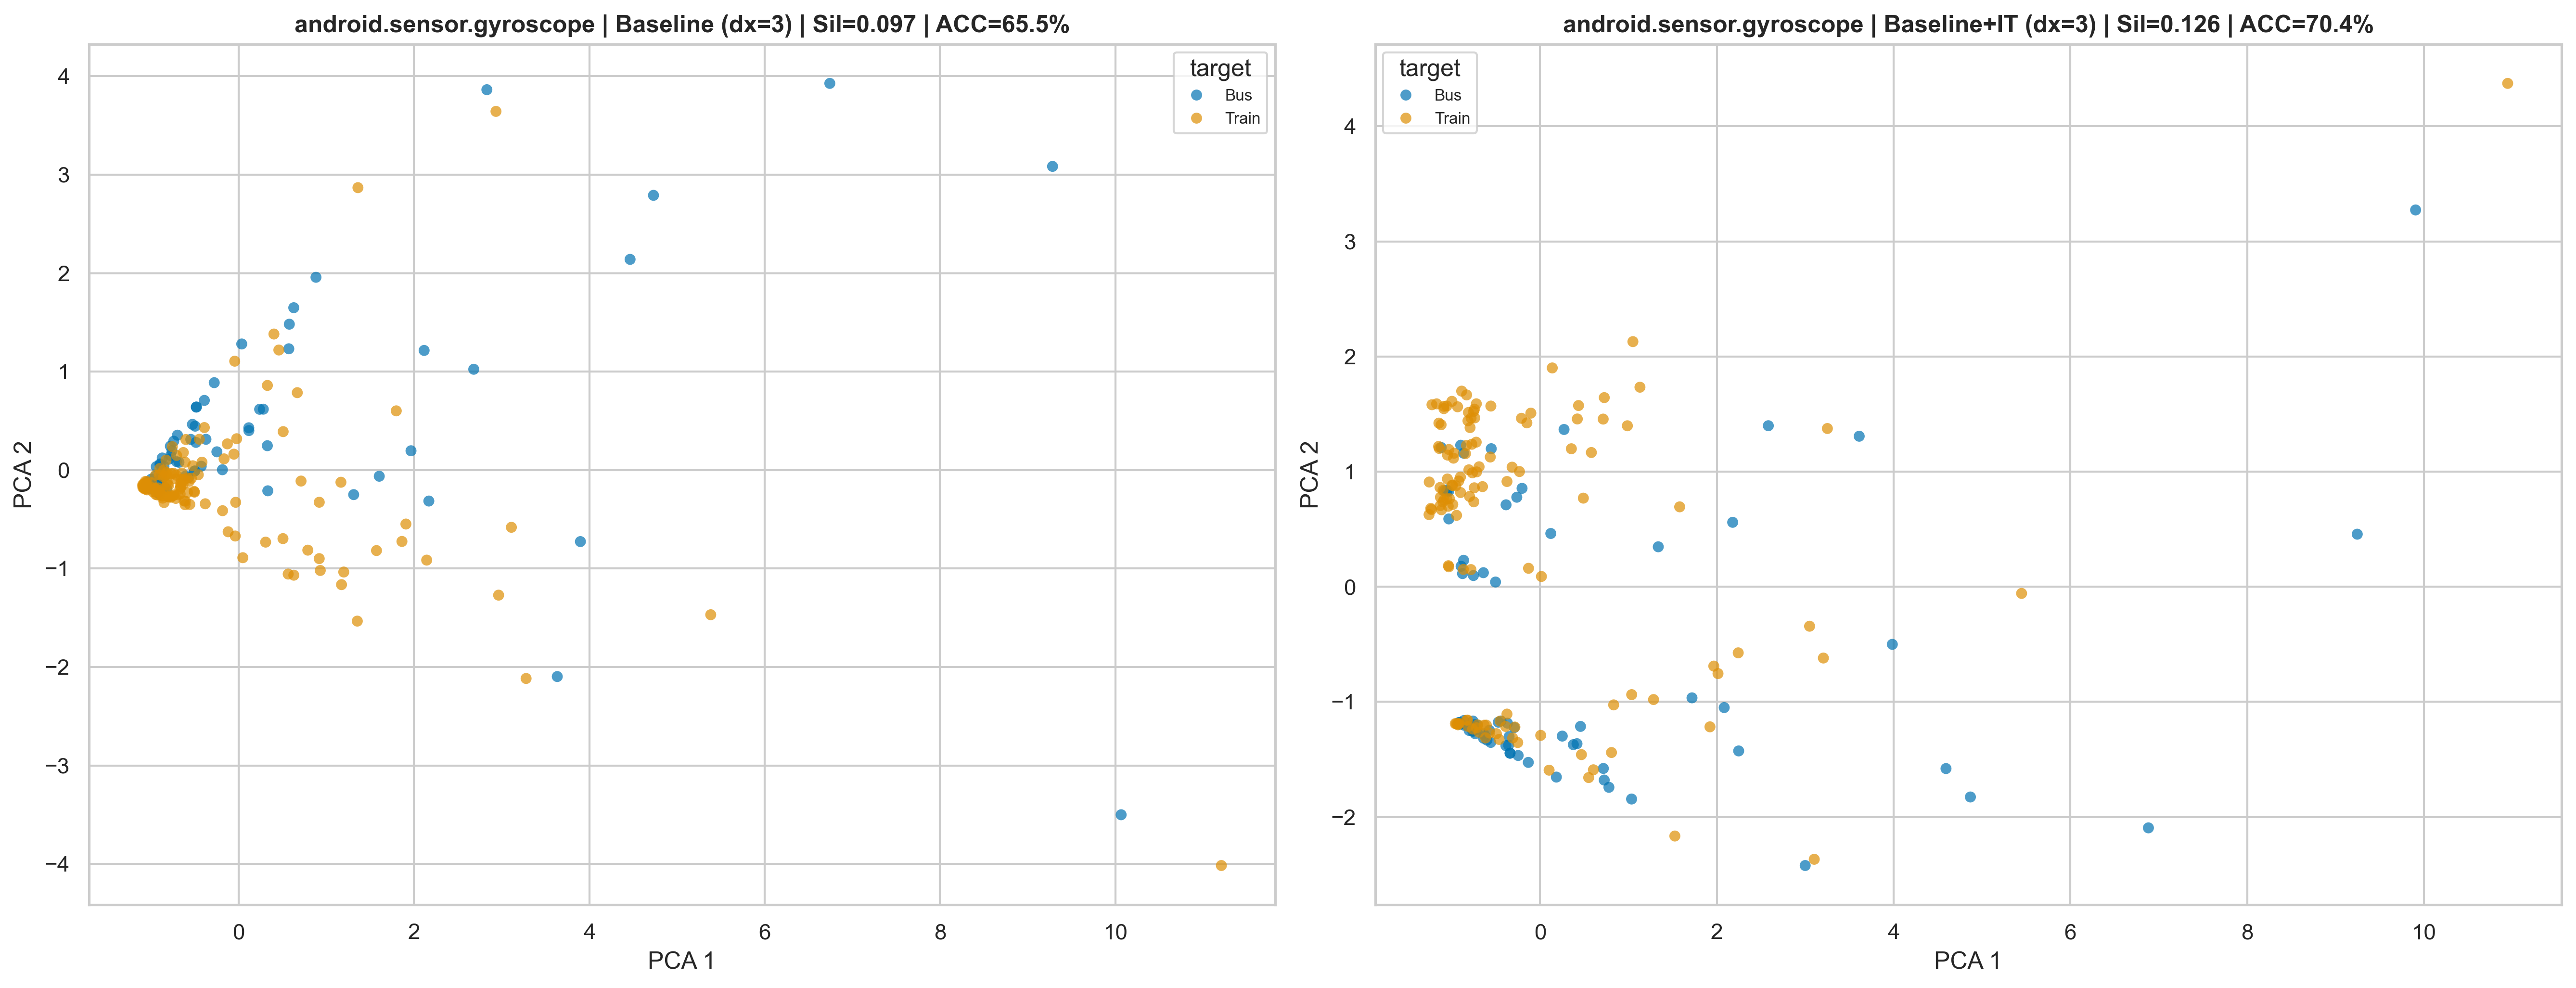 android.sensor.gyroscope | Baseline (dx=3) | Sil=0.097 | ACC=65.5%
target
Bus
Train
4
3
2
1
0
−1
−2
−3
−4
PCA 2
0
2
4
6
8
10
PCA 1
android.sensor.gyroscope | Baseline+IT (dx=3) | Sil=0.126 | ACC=70.4%
target
Bus
Train
4
3
2
1
0
−1
−2
PCA 2
0
2
4
6
8
10
PCA 1